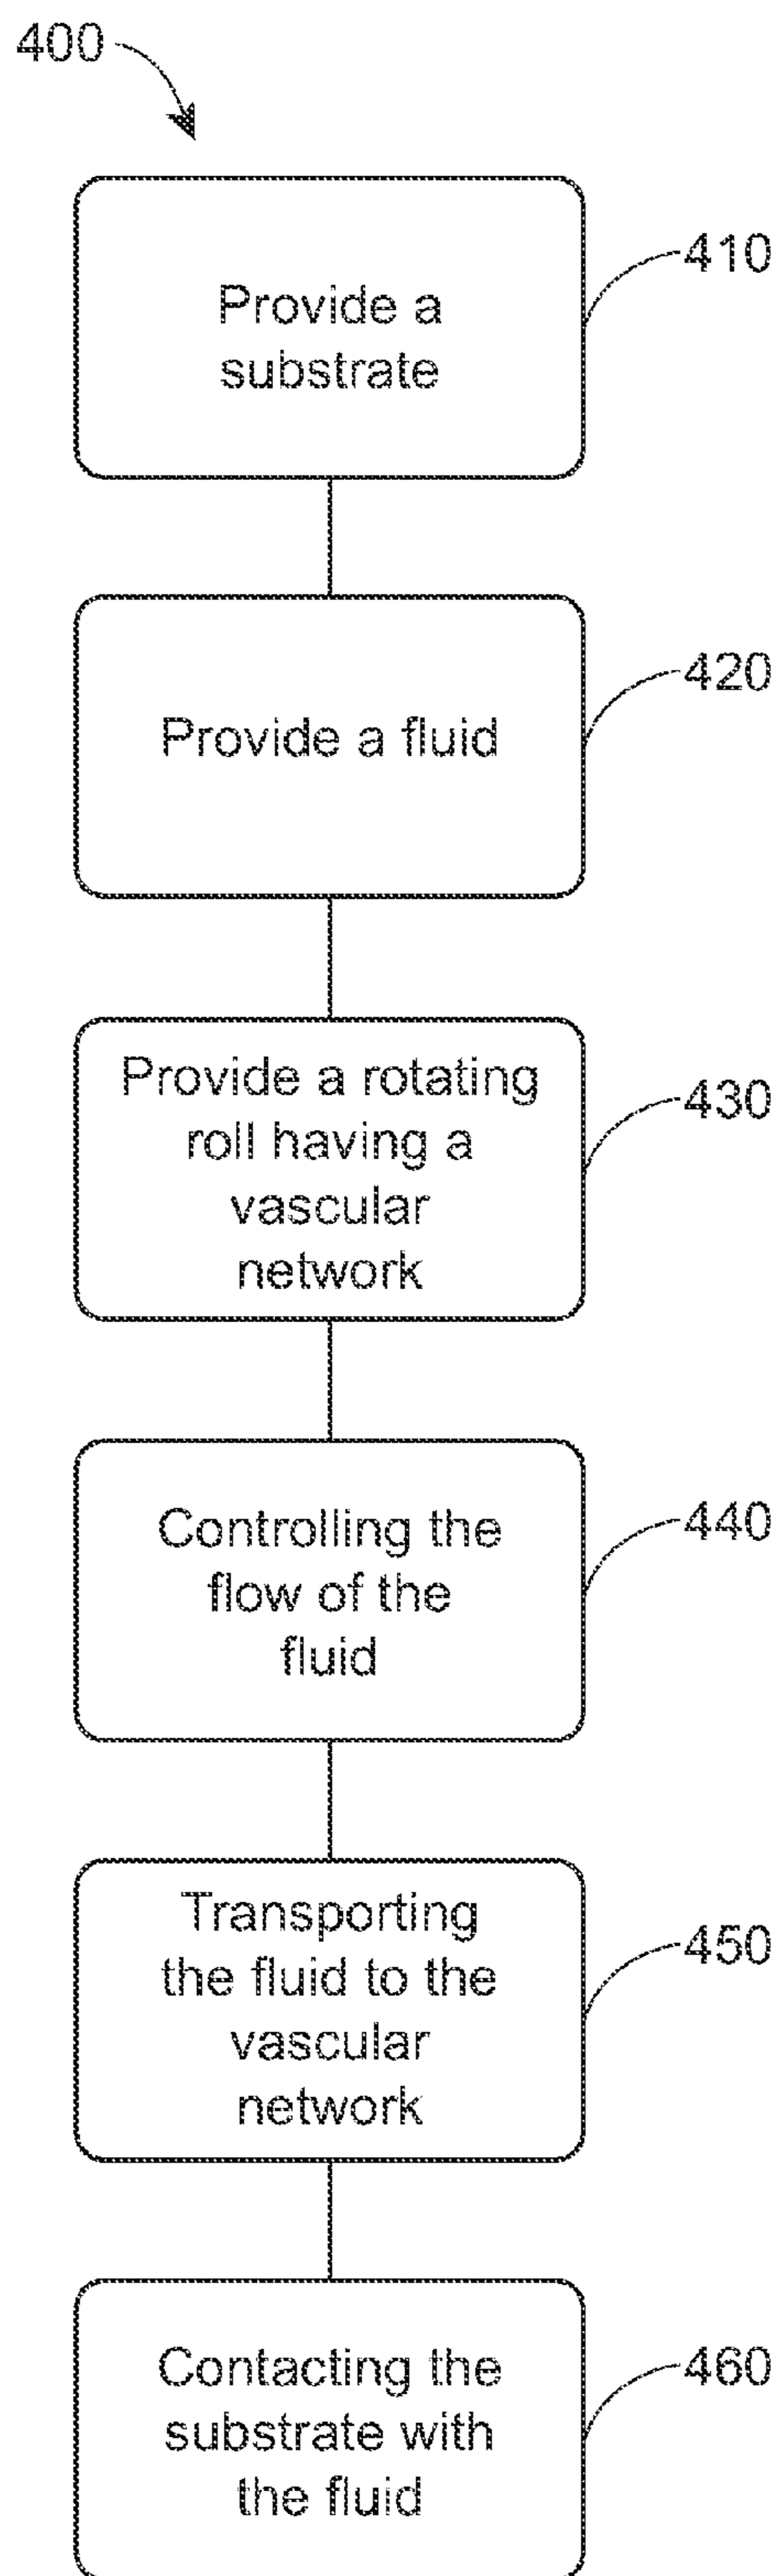 400
Provide a
substrate
410
Provide a fluid
420
Provide a rotating
roll having a
vascular
network
430
Controlling the
flow of the
fluid
440
Transporting
the fluid to the
vascular
network
450
Contacting the
substrate with
the fluid
460